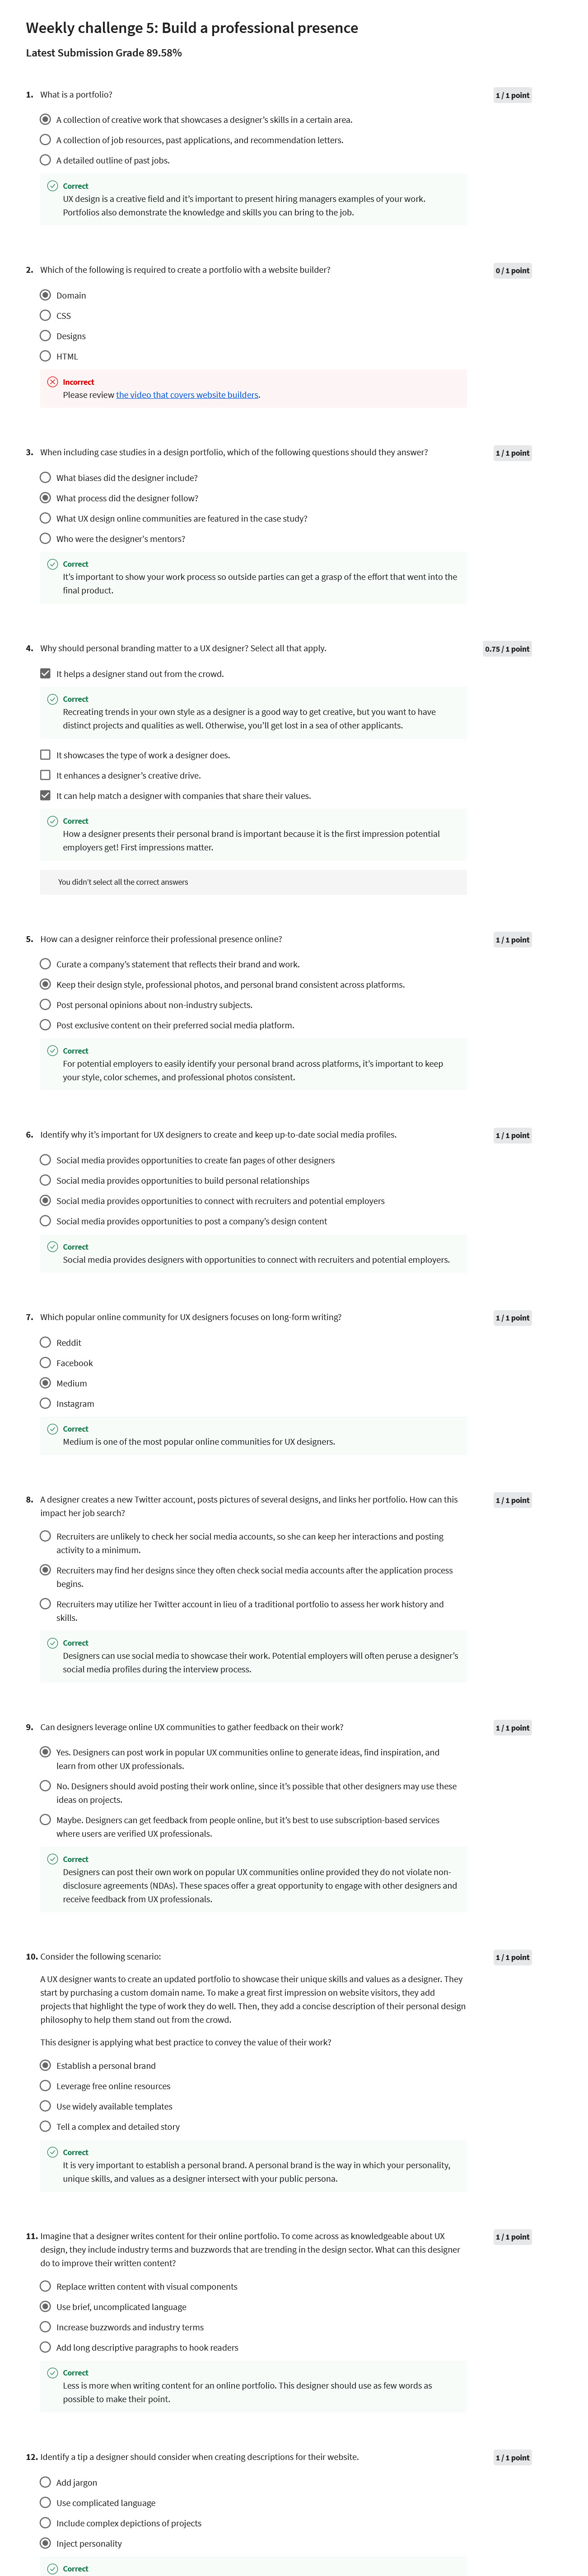 Weekly challenge 5: Build a professional presence
Latest Submission Grade 89.58%
1. What is a portfolio?
1 / 1 point
A collection of creative work that showcases a designer’s skills in a certain area.
A collection of job resources, past applications, and recommendation letters.
A detailed outline of past jobs.
Correct
UX design is a creative field and it’s important to present hiring managers examples of your work.
Portfolios also demonstrate the knowledge and skills you can bring to the job.
2. Which of the following is required to create a portfolio with a website builder?
0 / 1 point
Domain
CSS
Designs
HTML
Incorrect
Please review the video that covers website builders.
3. When including case studies in a design portfolio, which of the following questions should they answer?
1 / 1 point
What biases did the designer include?
What process did the designer follow?
What UX design online communities are featured in the case study?
Who were the designer's mentors?
Correct
It’s important to show your work process so outside parties can get a grasp of the effort that went into the
final product.
4. Why should personal branding matter to a UX designer? Select all that apply.
0.75 / 1 point
It helps a designer stand out from the crowd.
Correct
Recreating trends in your own style as a designer is a good way to get creative, but you want to have
distinct projects and qualities as well. Otherwise, you’ll get lost in a sea of other applicants.
It showcases the type of work a designer does.
It enhances a designer’s creative drive.
It can help match a designer with companies that share their values.
Correct
How a designer presents their personal brand is important because it is the first impression potential
employers get! First impressions matter.
You didn’t select all the correct answers
5. How can a designer reinforce their professional presence online?
1 / 1 point
Curate a company’s statement that reflects their brand and work.
Keep their design style, professional photos, and personal brand consistent across platforms.
Post personal opinions about non-industry subjects.
Post exclusive content on their preferred social media platform.
Correct
For potential employers to easily identify your personal brand across platforms, it’s important to keep
your style, color schemes, and professional photos consistent.
6. Identify why it’s important for UX designers to create and keep up-to-date social media profiles.
1 / 1 point
Social media provides opportunities to create fan pages of other designers
Social media provides opportunities to build personal relationships
Social media provides opportunities to connect with recruiters and potential employers
Social media provides opportunities to post a company’s design content
Correct
Social media provides designers with opportunities to connect with recruiters and potential employers.
7. Which popular online community for UX designers focuses on long-form writing?
1 / 1 point
Reddit
Facebook
Medium
Instagram
Correct
Medium is one of the most popular online communities for UX designers.
8. A designer creates a new Twitter account, posts pictures of several designs, and links her portfolio. How can this
impact her job search?
1 / 1 point
Recruiters are unlikely to check her social media accounts, so she can keep her interactions and posting
activity to a minimum.
Recruiters may find her designs since they often check social media accounts after the application process
begins.
Recruiters may utilize her Twitter account in lieu of a traditional portfolio to assess her work history and
skills.
Correct
Designers can use social media to showcase their work. Potential employers will often peruse a designer’s
social media profiles during the interview process.
9. Can designers leverage online UX communities to gather feedback on their work?
1 / 1 point
Yes. Designers can post work in popular UX communities online to generate ideas, find inspiration, and
learn from other UX professionals.
No. Designers should avoid posting their work online, since it’s possible that other designers may use these
ideas on projects.
Maybe. Designers can get feedback from people online, but it’s best to use subscription-based services
where users are verified UX professionals.
Correct
Designers can post their own work on popular UX communities online provided they do not violate non-
disclosure agreements (NDAs). These spaces offer a great opportunity to engage with other designers and
receive feedback from UX professionals.
10. Consider the following scenario:
1 / 1 point
A UX designer wants to create an updated portfolio to showcase their unique skills and values as a designer. They
start by purchasing a custom domain name. To make a great first impression on website visitors, they add
projects that highlight the type of work they do well. Then, they add a concise description of their personal design
philosophy to help them stand out from the crowd.
This designer is applying what best practice to convey the value of their work?
Establish a personal brand
Leverage free online resources
Use widely available templates
Tell a complex and detailed story
Correct
It is very important to establish a personal brand. A personal brand is the way in which your personality,
unique skills, and values as a designer intersect with your public persona.
11. Imagine that a designer writes content for their online portfolio. To come across as knowledgeable about UX
design, they include industry terms and buzzwords that are trending in the design sector. What can this designer
do to improve their written content?
1 / 1 point
Replace written content with visual components
Use brief, uncomplicated language
Increase buzzwords and industry terms
Add long descriptive paragraphs to hook readers
Correct
Less is more when writing content for an online portfolio. This designer should use as few words as
possible to make their point.
12. Identify a tip a designer should consider when creating descriptions for their website.
1 / 1 point
Add jargon
Use complicated language
Include complex depictions of projects
Inject personality
Correct